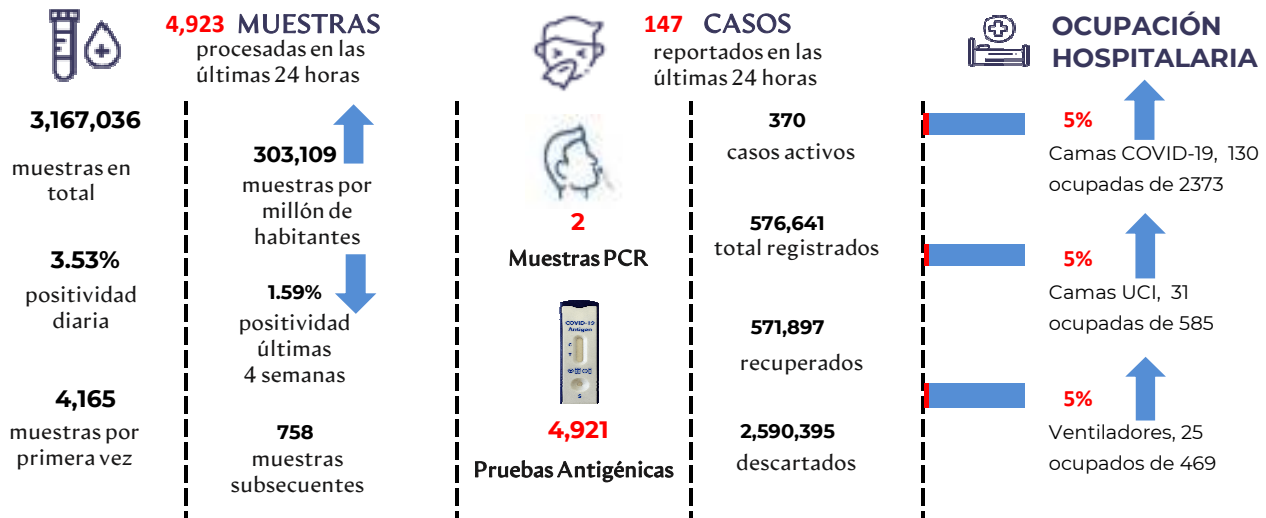 4,923 MUESTRAS
procesadas en las
últimas 24 horas
3,167,036
muestras en
total
3.53%
positividad
diaria
4,165
muestras por
primera vez
303,109
muestras por
millón de
habitantes
1.59%
positividad
últimas
4 semanas
758
muestras
subsecuentes
147 CASOS
reportados en las
últimas 24 horas
2
Muestras PCR
COVID-19
Antigen
C
T
S
4,921
Pruebas Antigénicas
370
casos activos
576,641
total registrados
571,897
recuperados
2,590,395
descartados
OCUPACIÓN
HOSPITALARIA
5%
Camas COVID-19, 130
ocupadas de 2373
5%
Camas UCI, 31
ocupadas de 585
5%
Ventiladores, 25
ocupados de 469